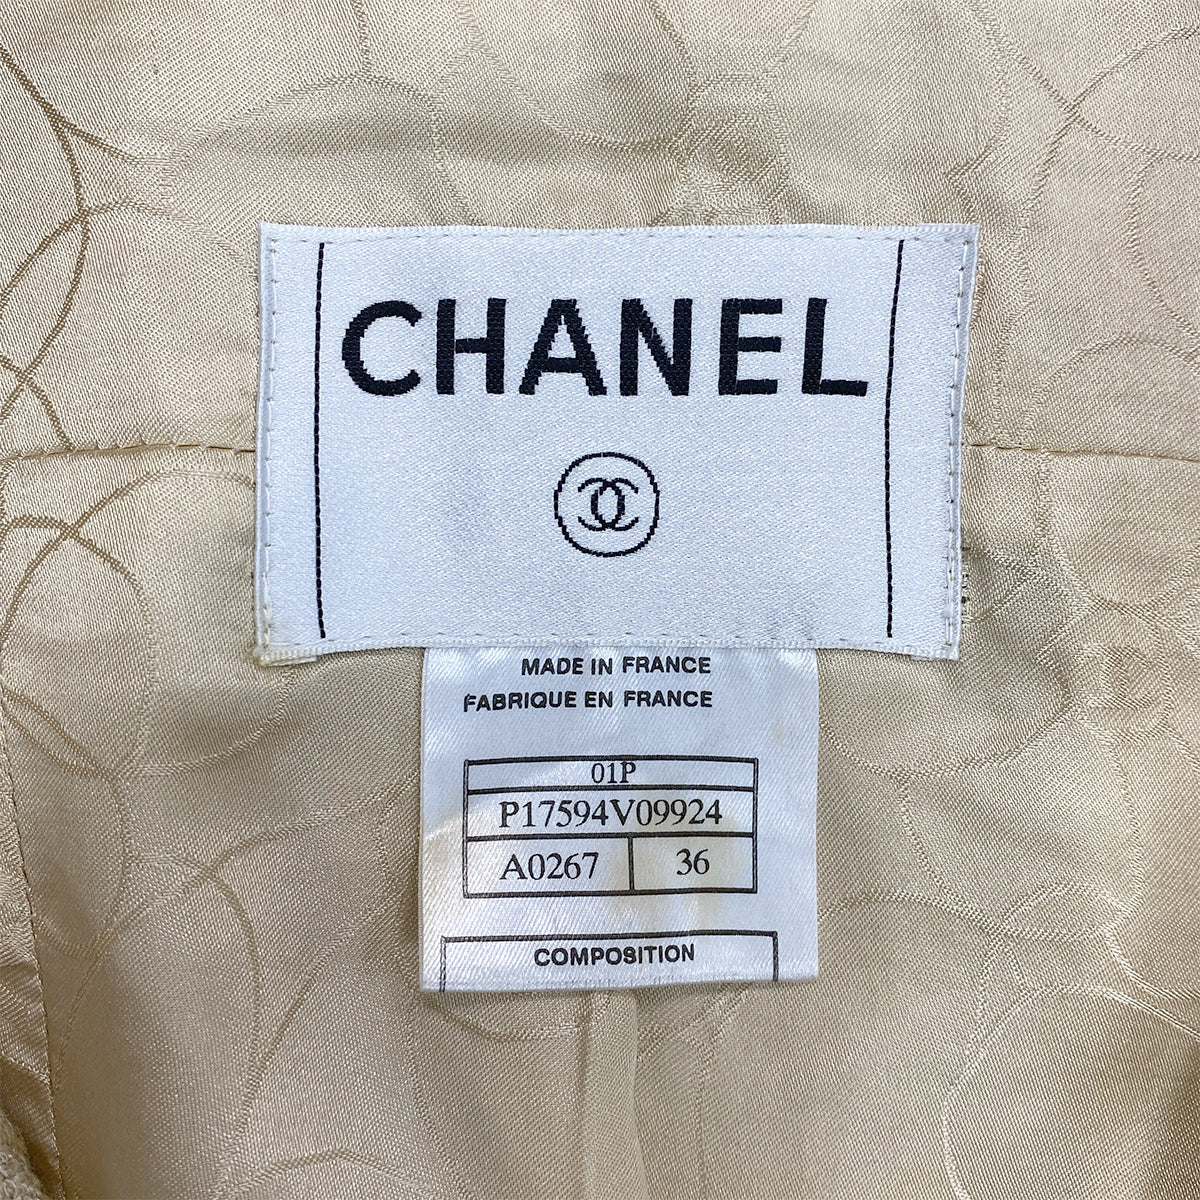 CHANEL
MADE IN FRANCE
FABRIQUE EN FRANCE
01P
P17594V09924
A0267 36
COMPOSITION